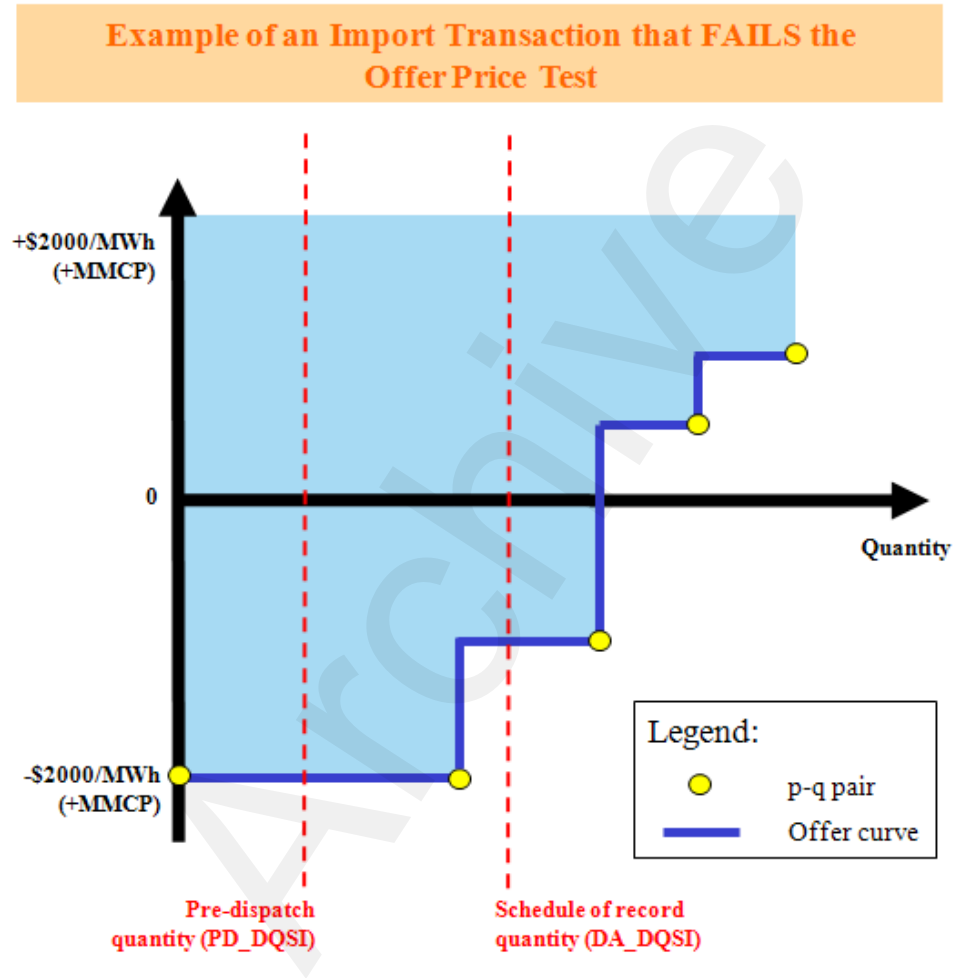 Example of an Import Transaction that FAILS the
Offer Price Test
+$2000/MWh
(+MMCP)
0
Quantity
-$2000/MWh
(+MMCP)
Legend:
p-q pair
Offer curve
Pre-dispatch
quantity (PD_DQSI)
Schedule of record
quantity (DA_DQSI)
Archive